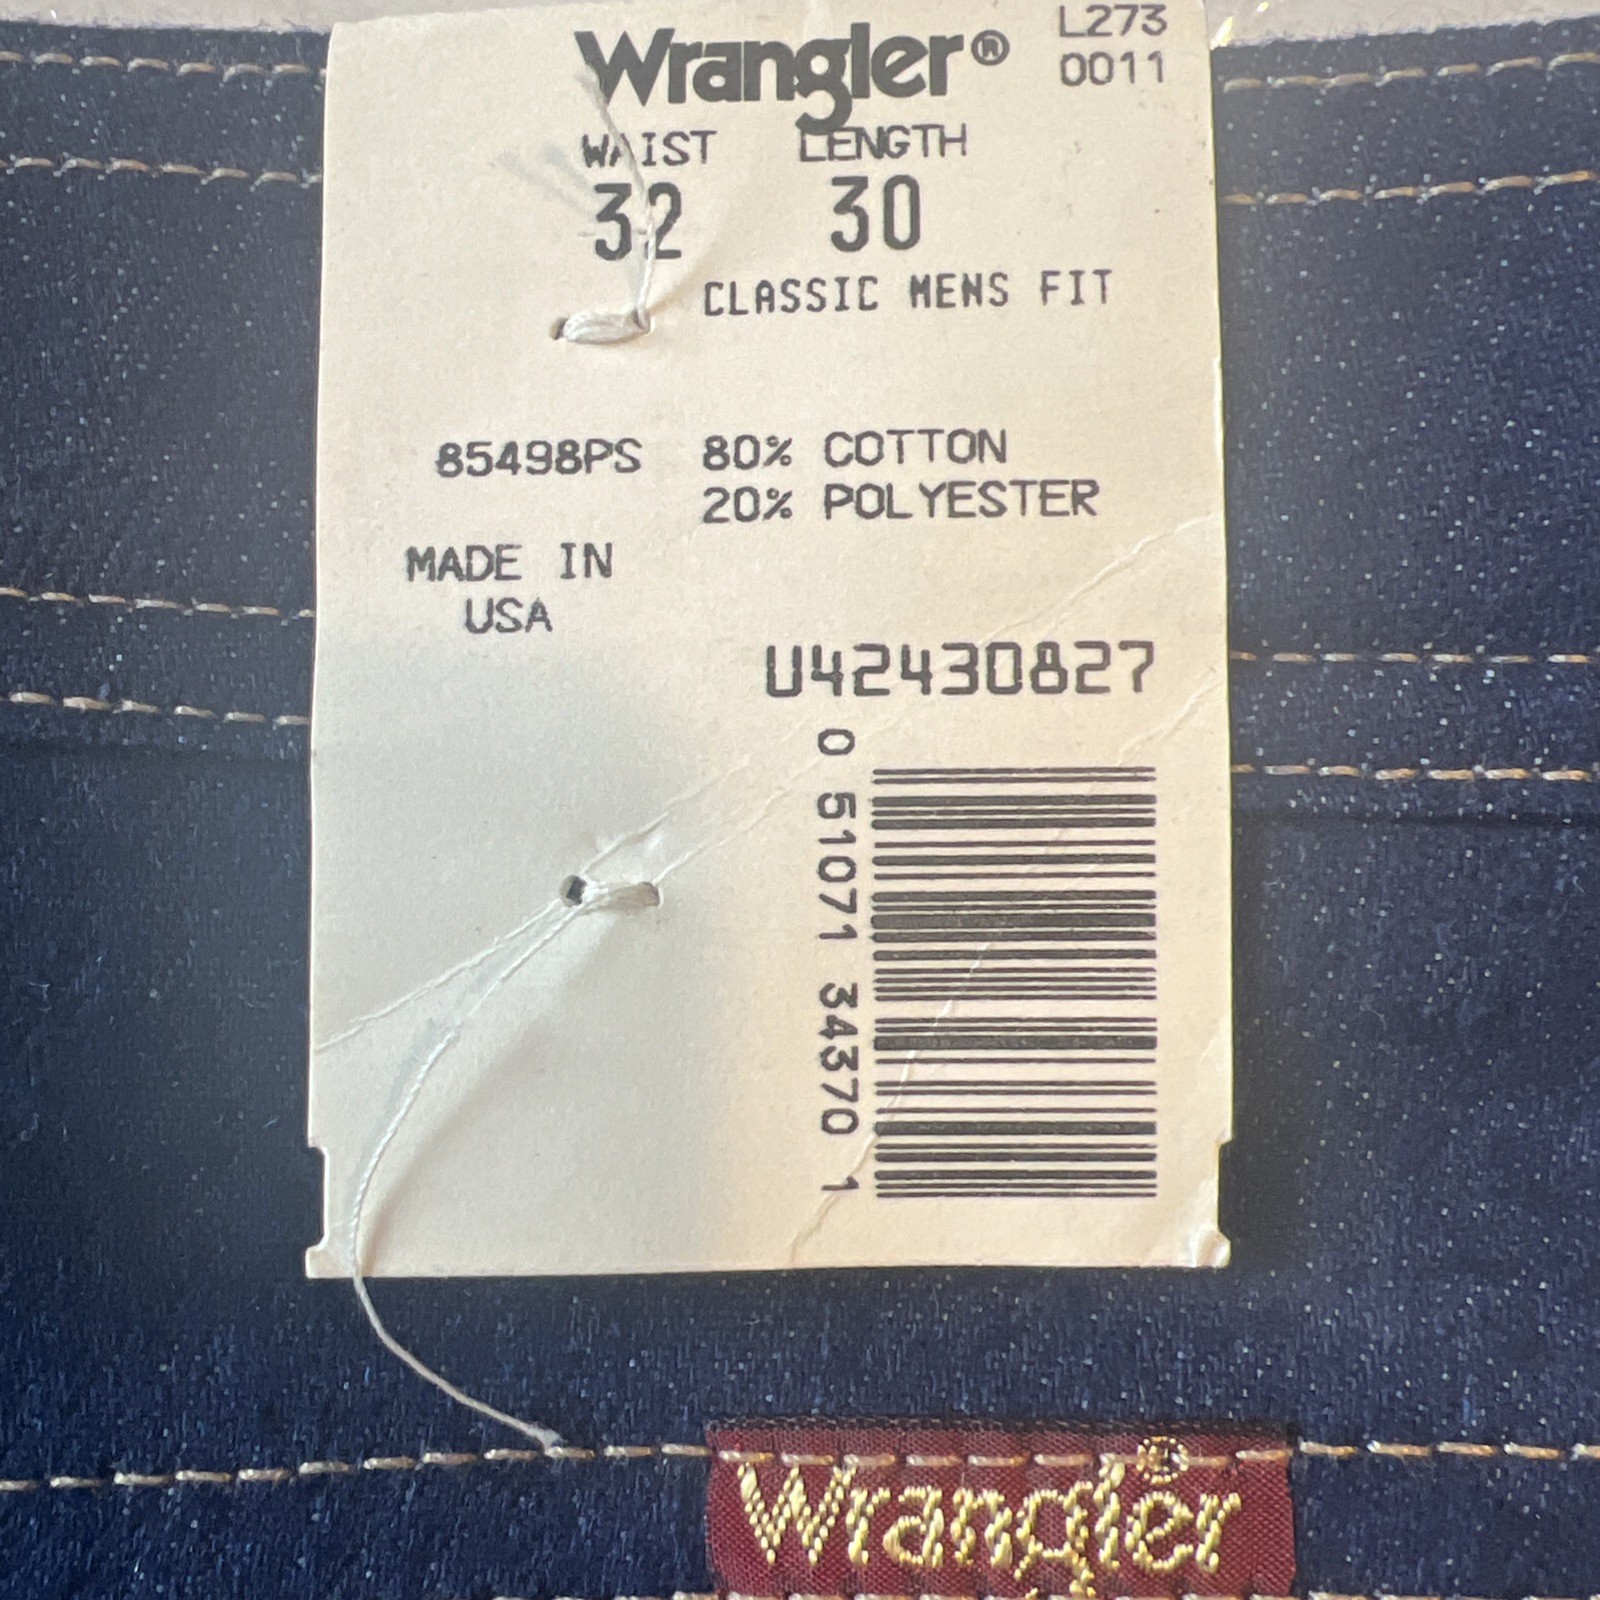 Wrangler®
L273
0011
WAIST LENGTH
32 30
CLASSIC MENS FIT
85498PS 80% COTTON
20% POLYESTER
MADE IN
USA
U42430827
0 51071 34370 1
Wrangler®